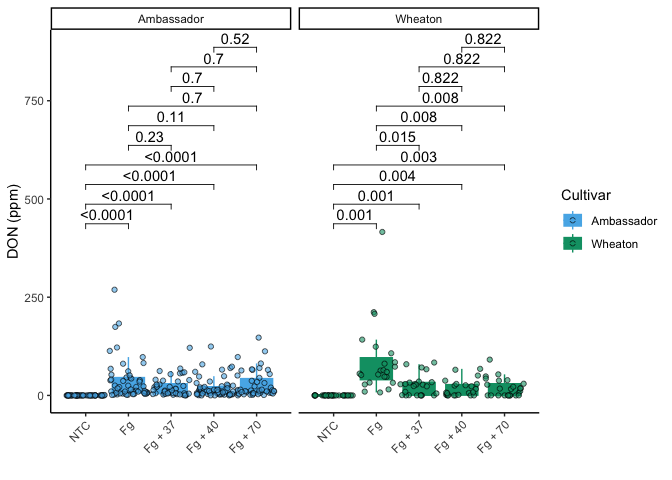 Ambassador Wheaton
0.52 0.822
0.7 0.822
0.7 0.822
0.7 0.008
0.11 0.008
0.23 0.015
<0.0001 0.003
<0.0001 0.004
<0.0001 0.001
<0.0001 0.001
DON (ppm)
750
500
250
0
NTC Fg Fg + 37 Fg + 40 Fg + 70 NTC Fg Fg + 37 Fg + 40 Fg + 70
Cultivar
Ambassador
Wheaton